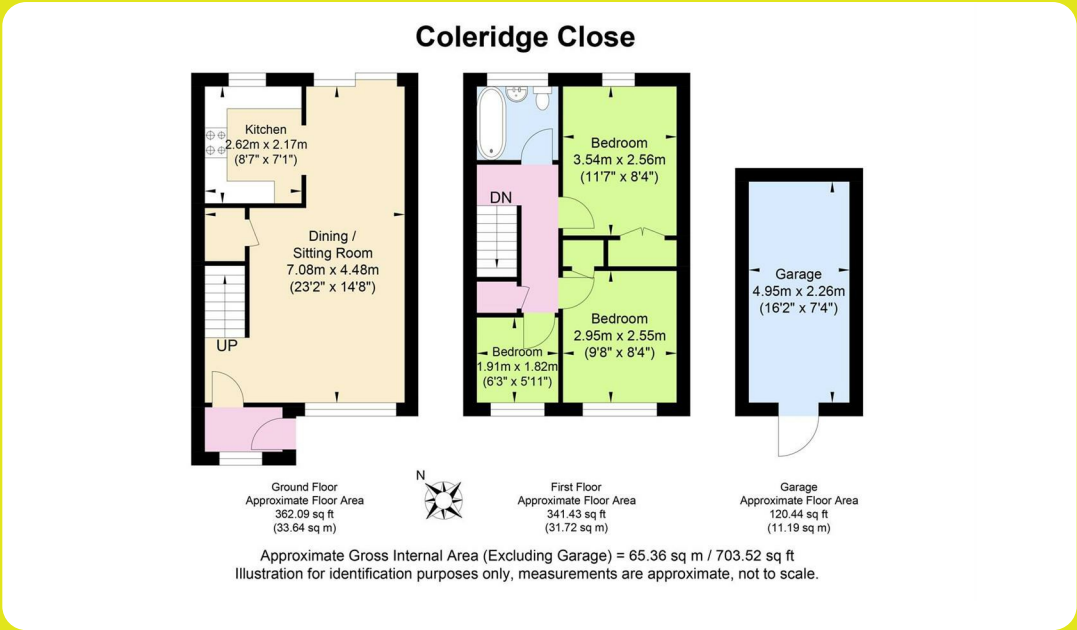 Coleridge Close
Kitchen
2.62m x 2.17m
(8'7" x 7'1")
Dining /
Sitting Room
7.08m x 4.48m
(23'2" x 14'8")
UP
DN
Bedroom
3.54m x 2.56m
(11'7" x 8'4")
Bedroom
2.95m x 2.55m
(9'8" x 8'4")
Bedroom
1.91m x 1.82m
(6'3" x 5'11")
Garage
4.95m x 2.26m
(16'2" x 7'4")
N
Ground Floor
Approximate Floor Area
362.09 sq ft
(33.64 sq m)
First Floor
Approximate Floor Area
341.43 sq ft
(31.72 sq m)
Garage
Approximate Floor Area
120.44 sq ft
(11.19 sq m)
Approximate Gross Internal Area (Excluding Garage) = 65.36 sq m / 703.52 sq ft
Illustration for identification purposes only, measurements are approximate, not to scale.